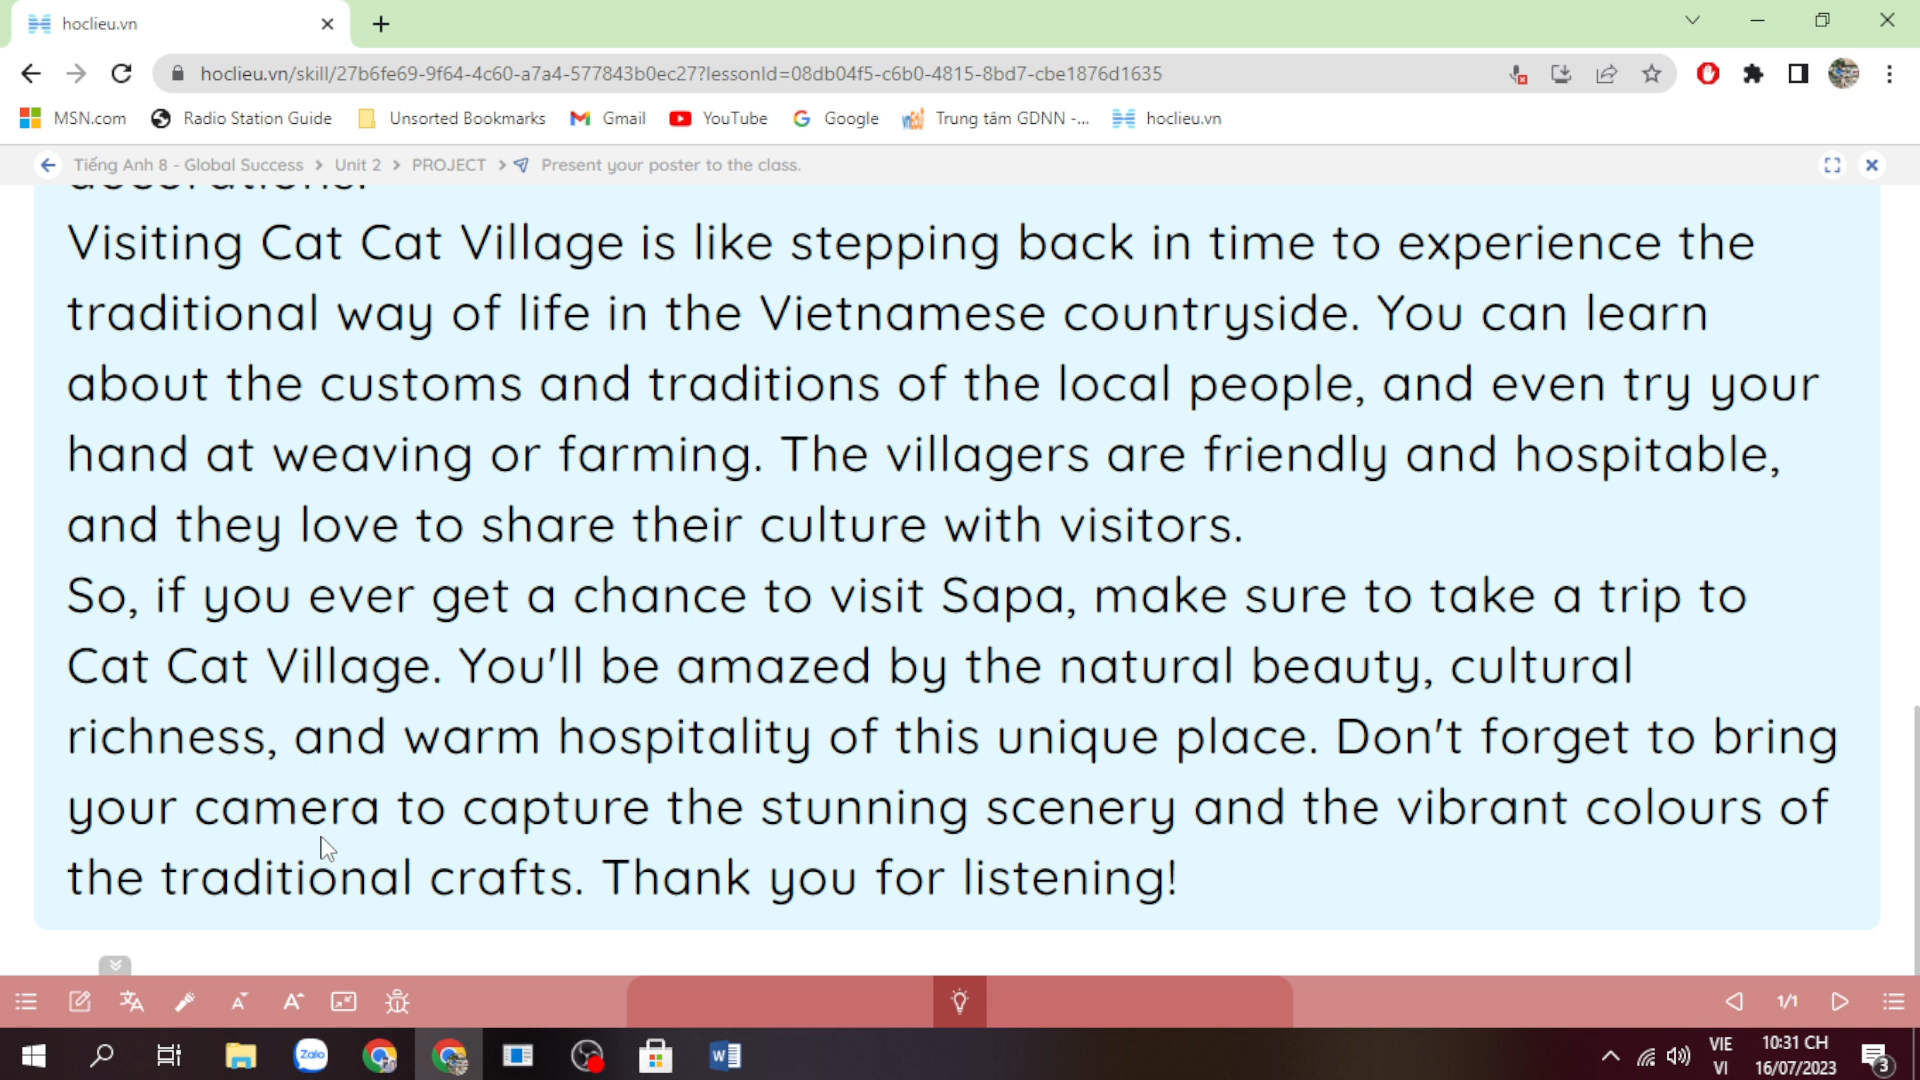 hoclieu.vn
hoclieu.vn/skill/27b6fe69-9f64-4c60-a7a4-577843b0ec27?lessonId=08db04f5-c6b0-4815-8bd7-cbe1876d1635
MSN.com Radio Station Guide Unsorted Bookmarks Gmail YouTube Google Trung tâm GDNN -... hoclieu.vn
Tiếng Anh 8 - Global Success > Unit 2 > PROJECT > Present your poster to the class.
Visiting Cat Cat Village is like stepping back in time to experience the
traditional way of life in the Vietnamese countryside. You can learn
about the customs and traditions of the local people, and even try your
hand at weaving or farming. The villagers are friendly and hospitable,
and they love to share their culture with visitors.
So, if you ever get a chance to visit Sapa, make sure to take a trip to
Cat Cat Village. You'll be amazed by the natural beauty, cultural
richness, and warm hospitality of this unique place. Don't forget to bring
your camera to capture the stunning scenery and the vibrant colours of
the traditional crafts. Thank you for listening!
1/1
Zalo
VIE 10:31 CH
VI 16/07/2023 3